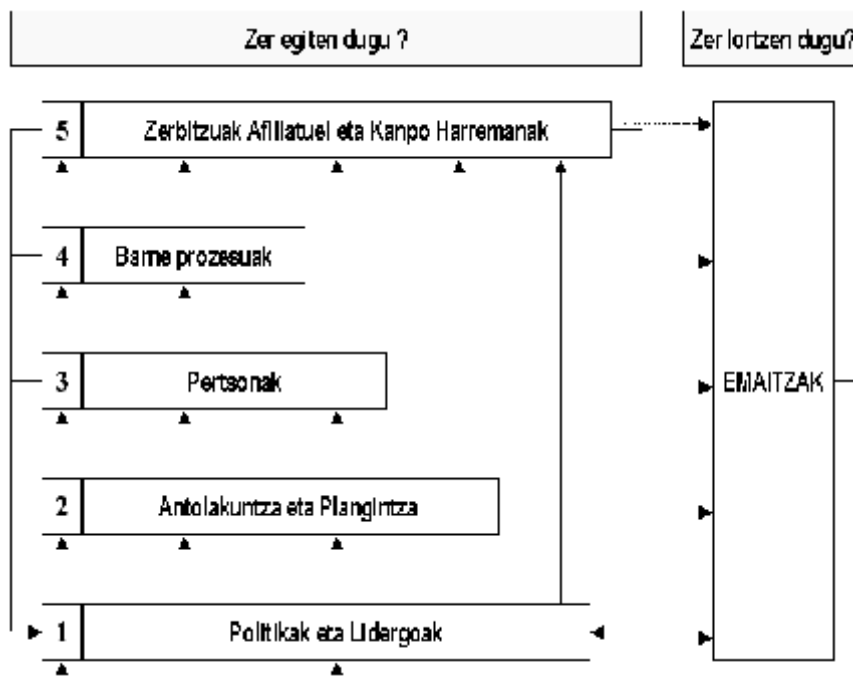 Zer egiten dugu ?
Zer lortzen dugu?
5 Zerbitzuak Afiliatuei eta Kanpo Harremanak
4 Barne prozesuak
3 Pertsonak
EMAITZAK
2 Antolakuntza eta Plangintza
1 Politikak eta Lidergoak